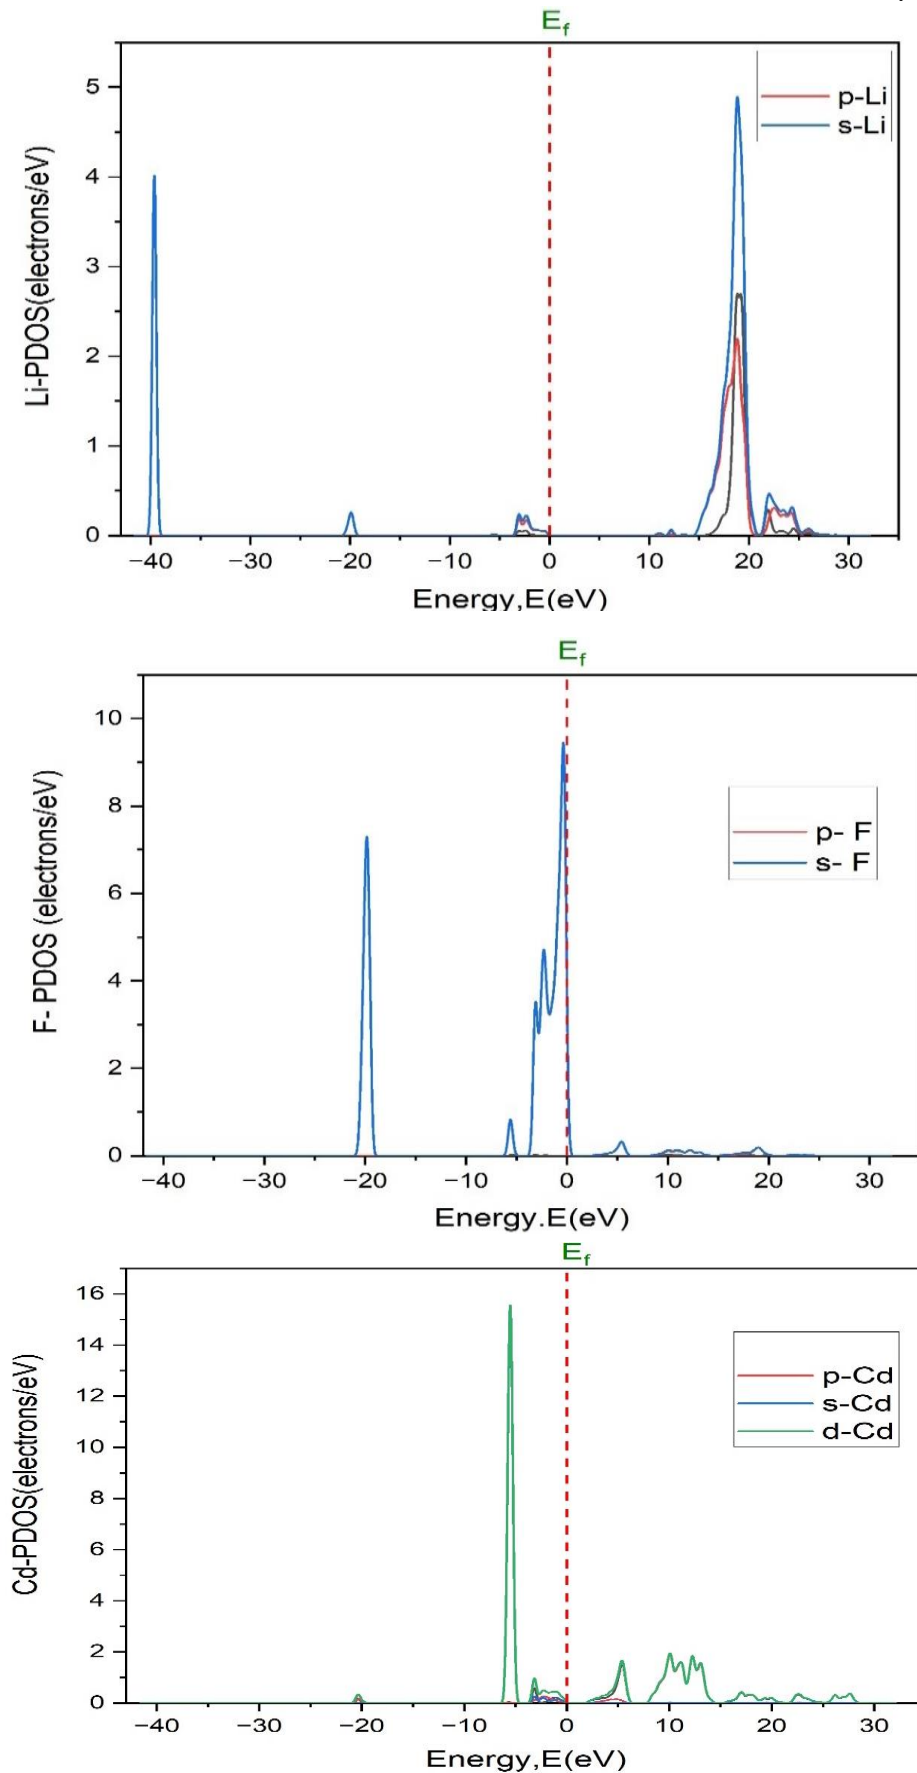 E_f
5
4
3
2
1
0
Li-PDOS(electrons/eV)
p-Li
s-Li
−40 −30 −20 −10 0 10 20 30
Energy,E(eV)
E_f
10
8
6
4
2
0
F- PDOS (electrons/eV)
p- F
s- F
−40 −30 −20 −10 0 10 20 30
Energy.E(eV)
E_f
16
14
12
10
8
6
4
2
0
Cd-PDOS(electrons/eV)
p-Cd
s-Cd
d-Cd
−40 −30 −20 −10 0 10 20 30
Energy,E(eV)